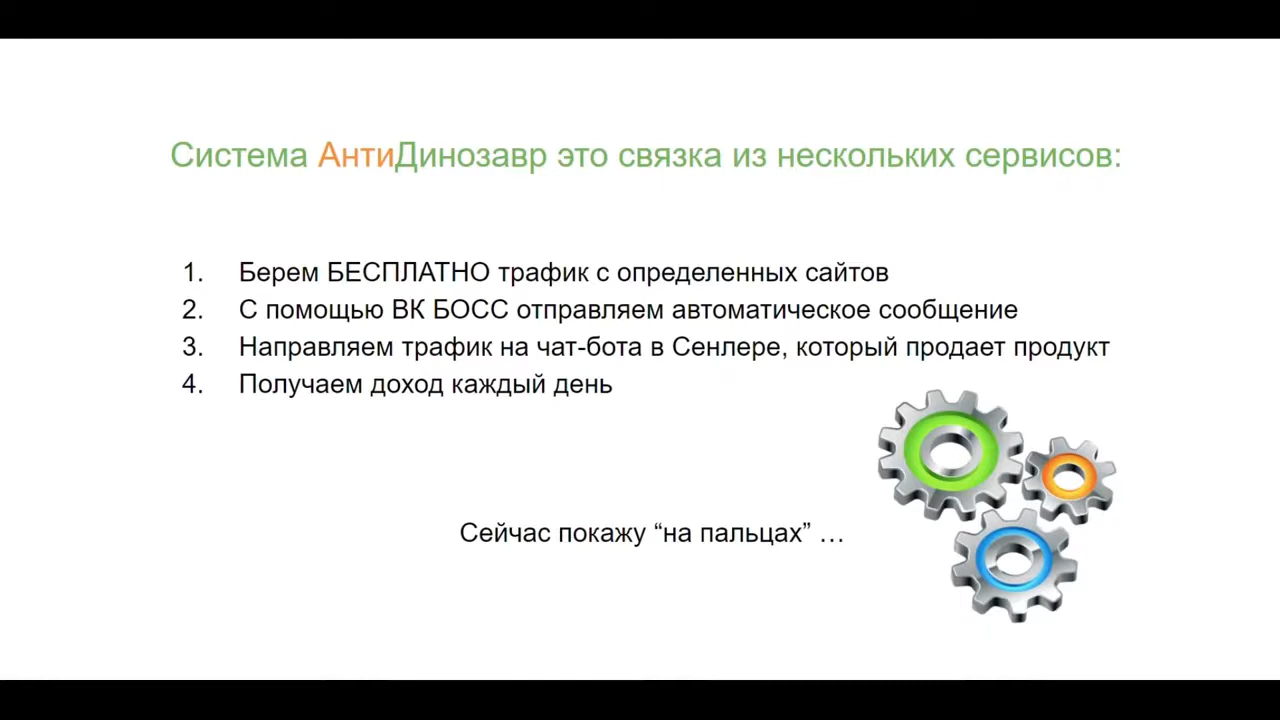 Система АнтиДинозавр это связка из нескольких сервисов:
1. Берем БЕСПЛАТНО трафик с определенных сайтов
2. С помощью ВК БОСС отправляем автоматическое сообщение
3. Направляем трафик на чат-бота в Сенлере, который продает продукт
4. Получаем доход каждый день
Сейчас покажу “на пальцах” …